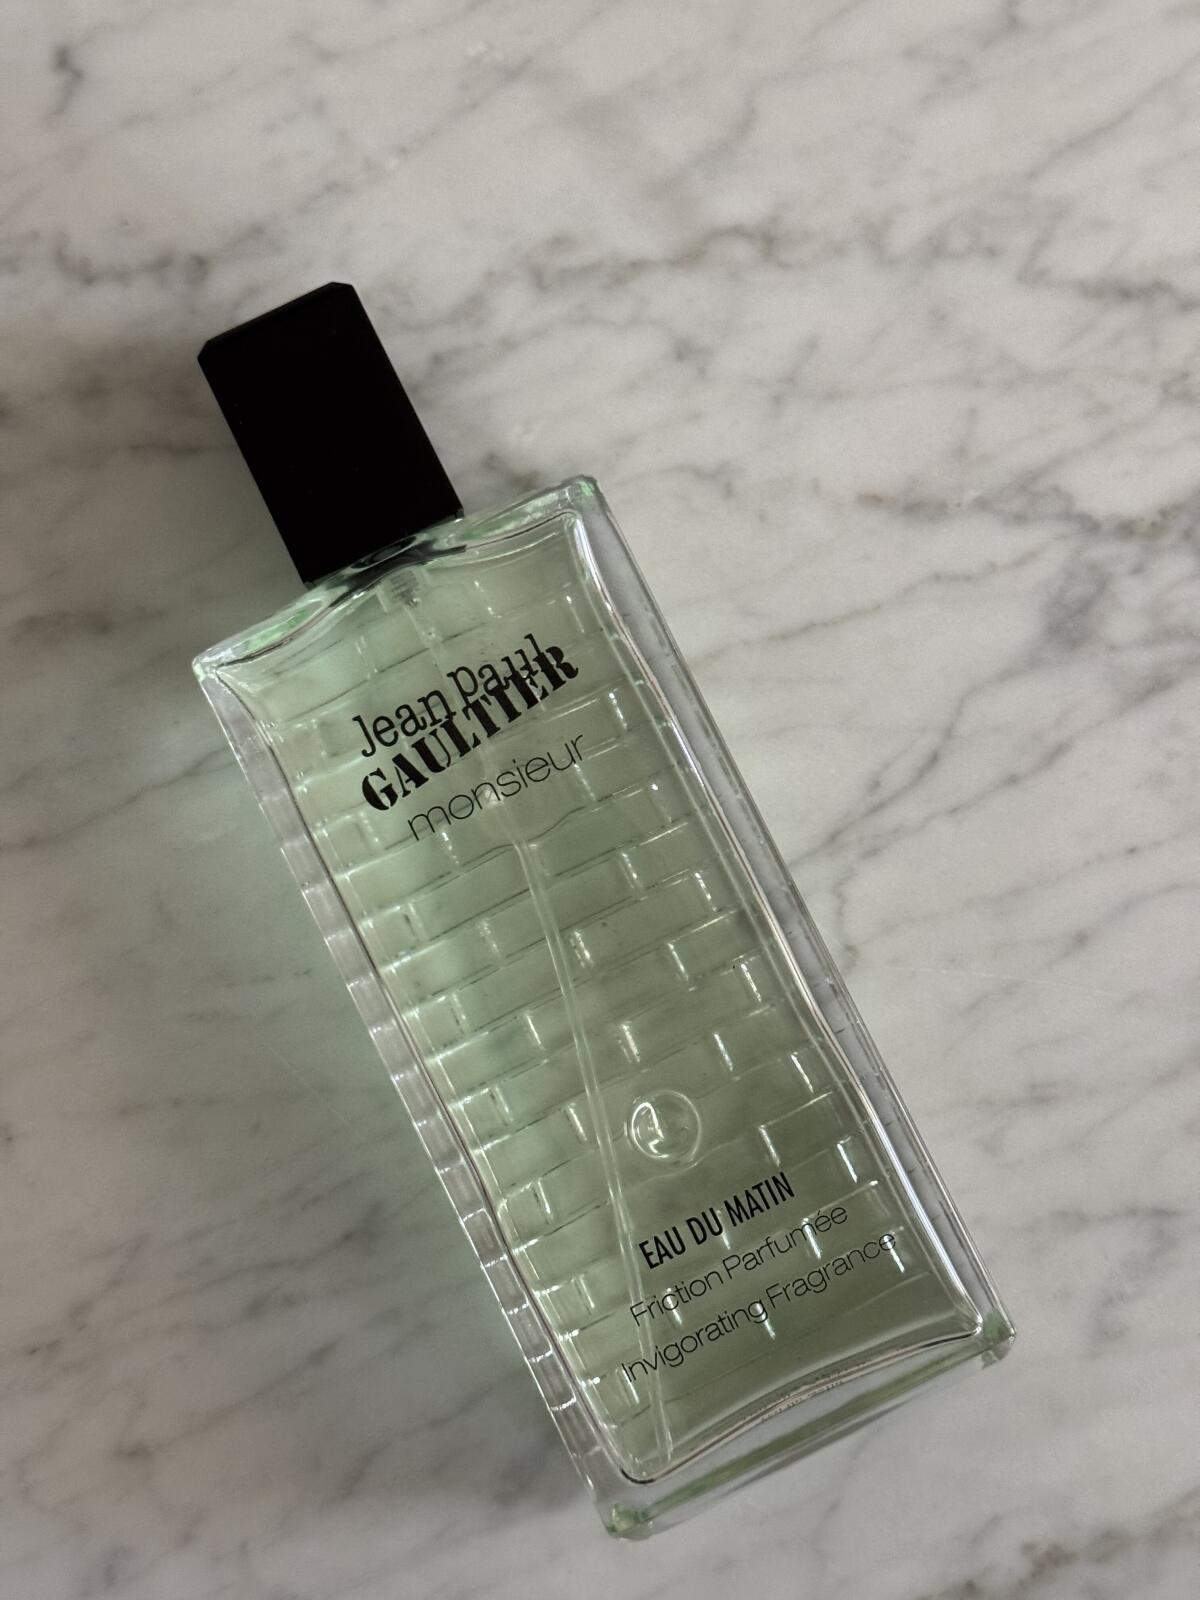 Jean Paul
GAULTIER
monsieur
EAU DU MATIN
Friction Parfumée
Invigorating Fragrance